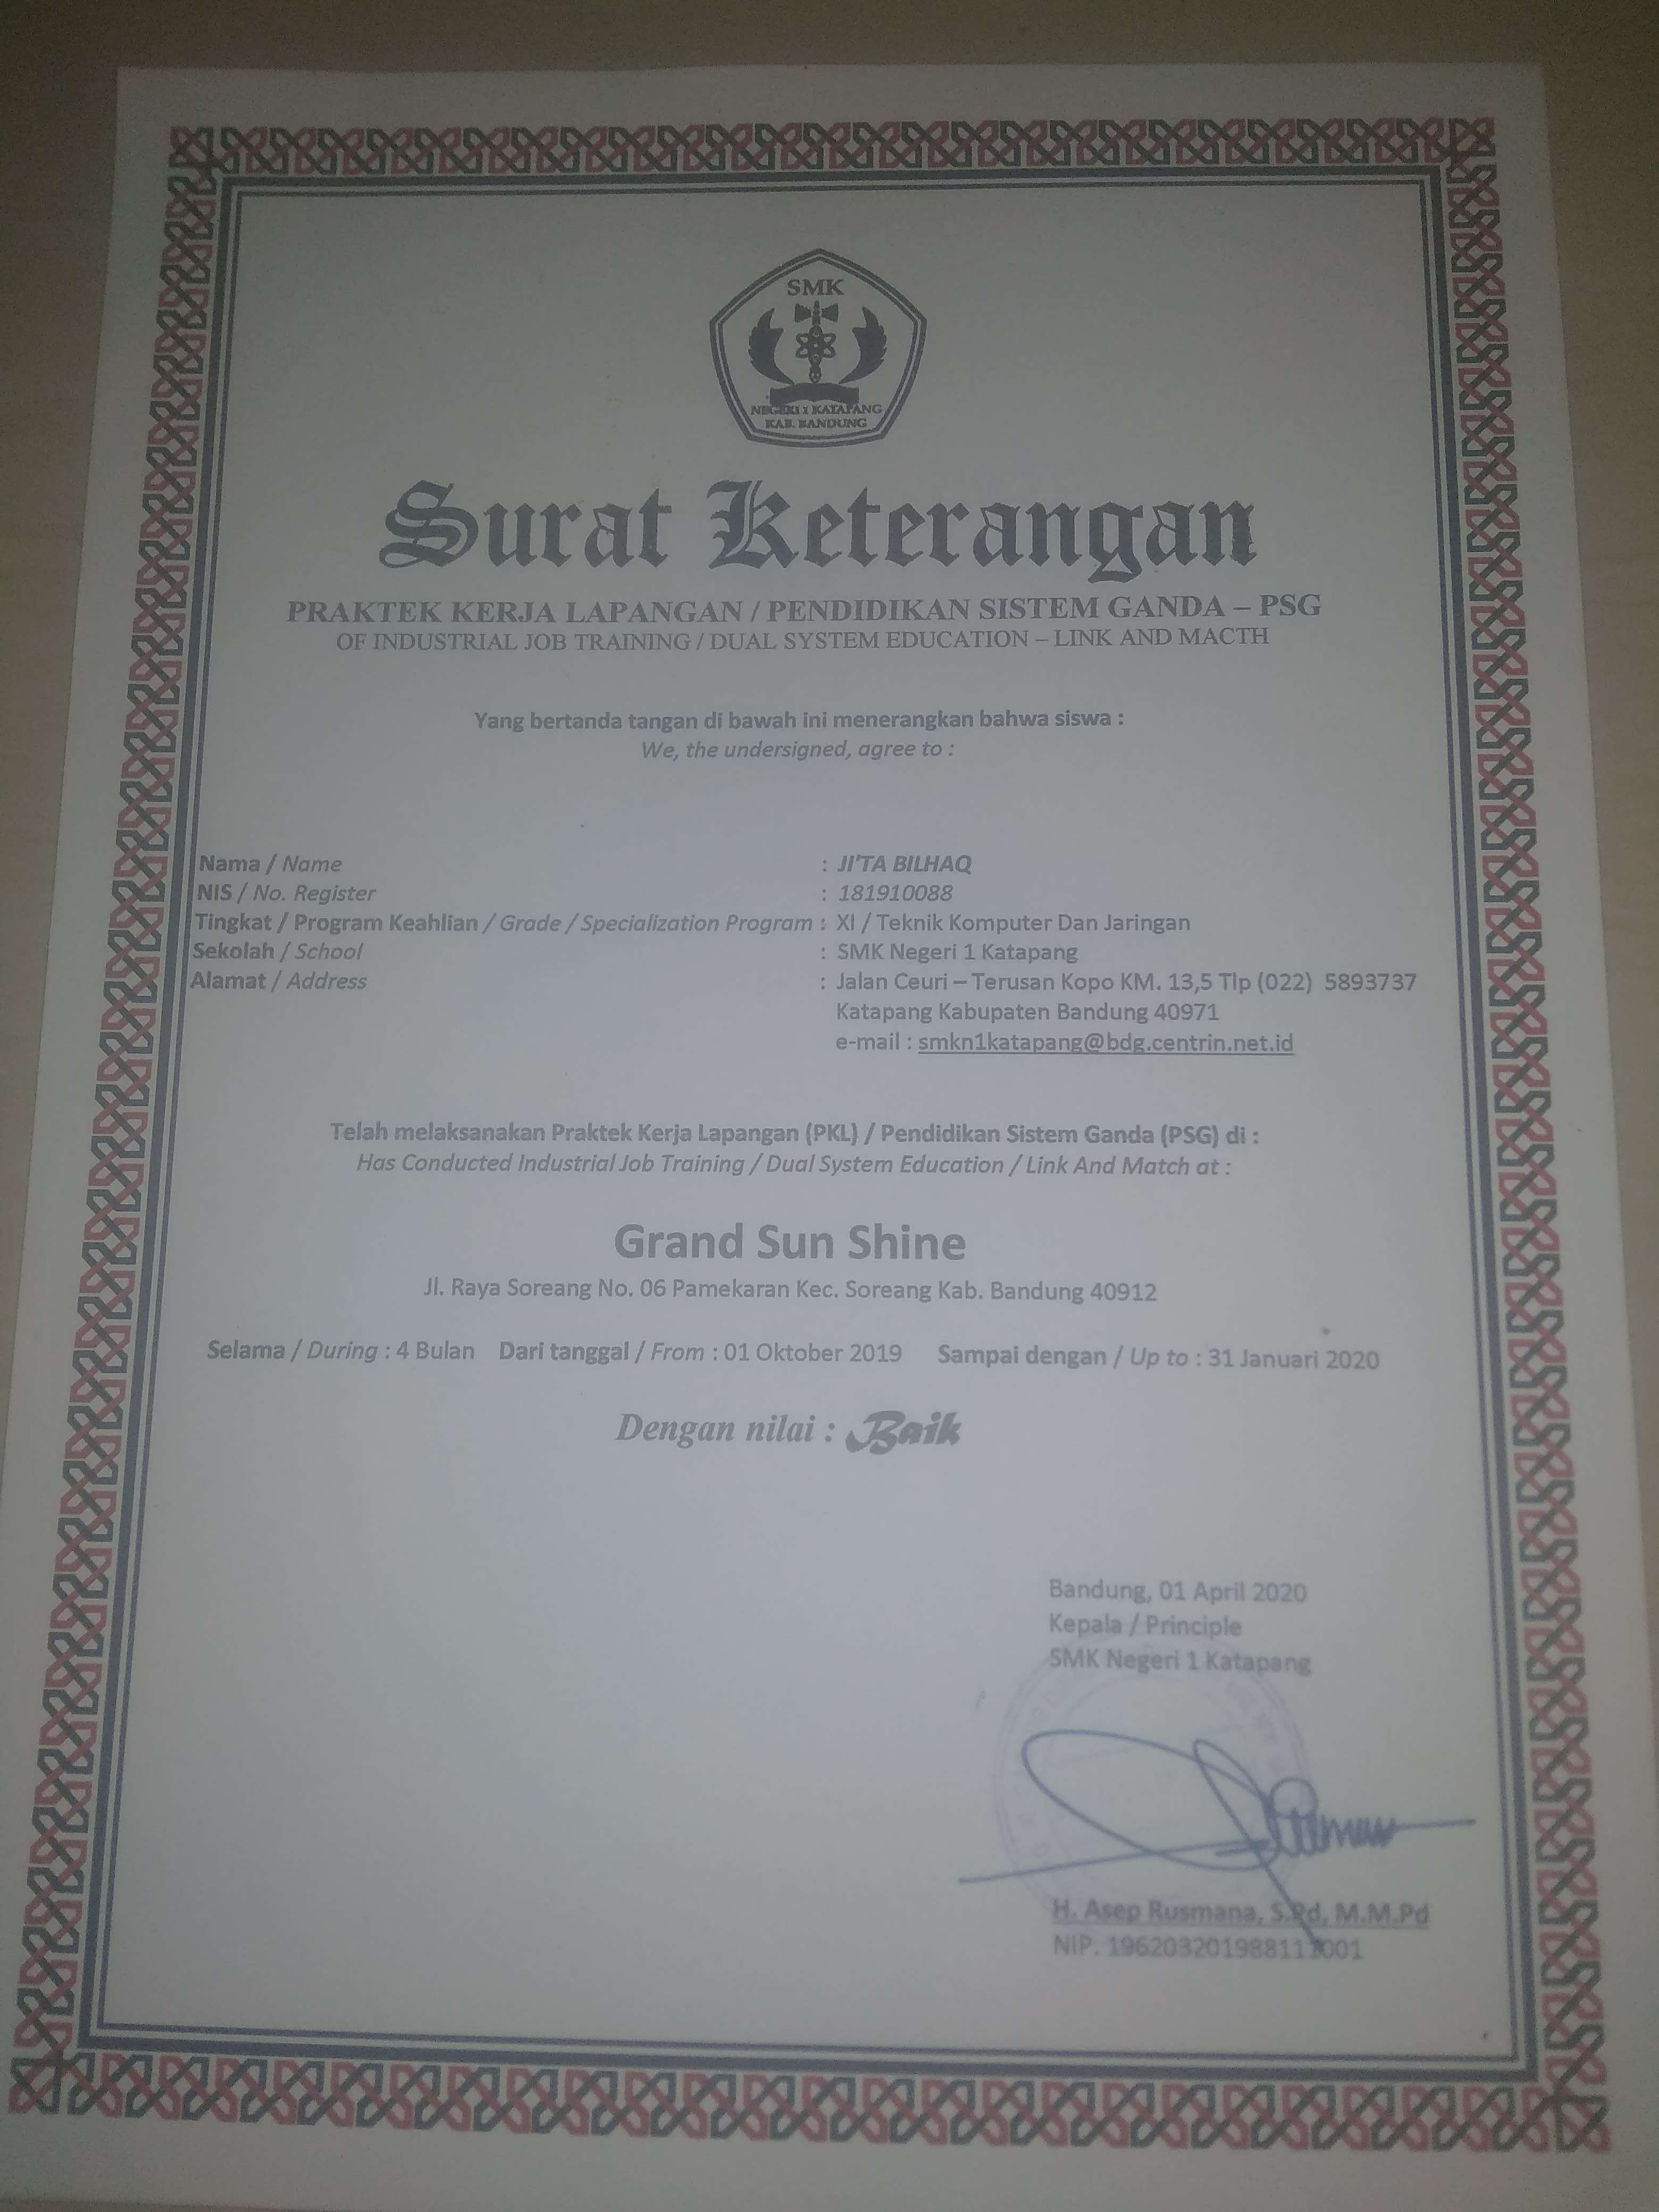 SMK
NEGERI 1 KATAPANG
KAB. BANDUNG
Surat Keterangan
PRAKTEK KERJA LAPANGAN / PENDIDIKAN SISTEM GANDA – PSG
OF INDUSTRIAL JOB TRAINING / DUAL SYSTEM EDUCATION – LINK AND MACTH
Yang bertanda tangan di bawah ini menerangkan bahwa siswa :
We, the undersigned, agree to :
Nama / Name : JI'TA BILHAQ
NIS / No. Register : 181910088
Tingkat / Program Keahlian / Grade / Specialization Program : XI / Teknik Komputer Dan Jaringan
Sekolah / School : SMK Negeri 1 Katapang
Alamat / Address : Jalan Ceuri – Terusan Kopo KM. 13,5 Tlp (022) 5893737
Katapang Kabupaten Bandung 40971
e-mail : smkn1katapang@bdg.centrin.net.id
Telah melaksanakan Praktek Kerja Lapangan (PKL) / Pendidikan Sistem Ganda (PSG) di :
Has Conducted Industrial Job Training / Dual System Education / Link And Match at :
Grand Sun Shine
Jl. Raya Soreang No. 06 Pamekaran Kec. Soreang Kab. Bandung 40912
Selama / During : 4 Bulan Dari tanggal / From : 01 Oktober 2019 Sampai dengan / Up to : 31 Januari 2020
Dengan nilai : Baik
Bandung, 01 April 2020
Kepala / Principle
SMK Negeri 1 Katapang
H. Asep Rusmana, S.Pd, M.M.Pd
NIP. 196203201988111001